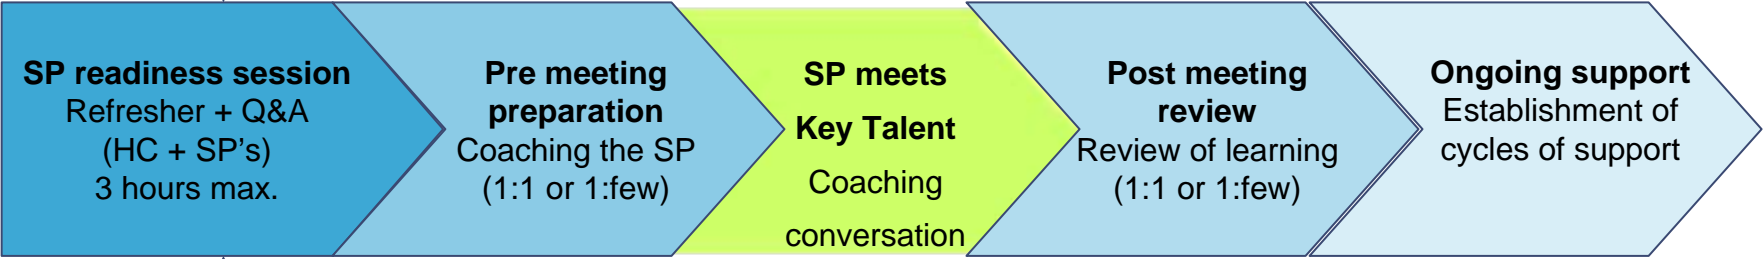 SP readiness session
Refresher + Q&A
(HC + SP’s)
3 hours max.
Pre meeting
preparation
Coaching the SP
(1:1 or 1:few)
SP meets
Key Talent
Coaching
conversation
Post meeting
review
Review of learning
(1:1 or 1:few)
Ongoing support
Establishment of
cycles of support